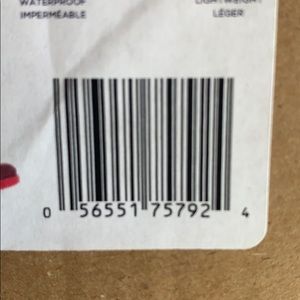 WATERPROOF LIGHTWEIGHT
IMPERMÉABLE LÉGER
0 56551 75792 4